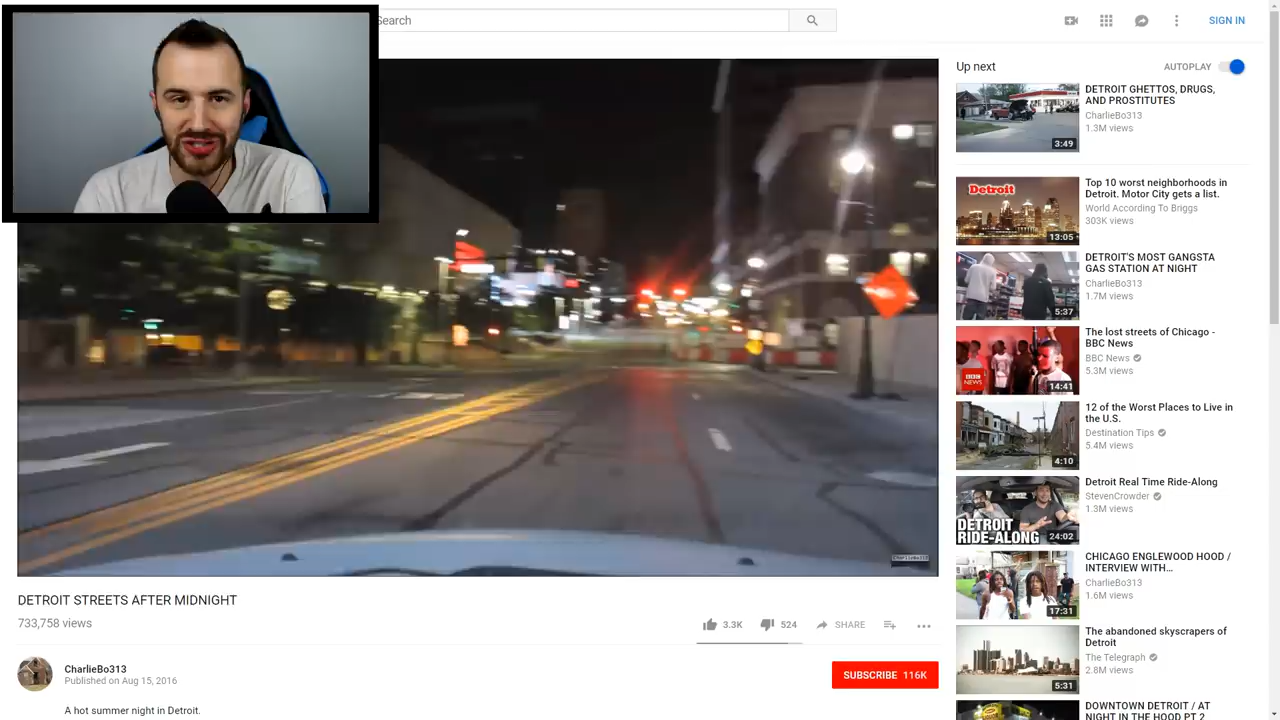 Search
SIGN IN
Up next
AUTOPLAY
DETROIT GHETTOS, DRUGS,
AND PROSTITUTES
CharlieBo313
1.3M views
3:49
Detroit
13:05
Top 10 worst neighborhoods in
Detroit. Motor City gets a list.
World According To Briggs
303K views
5:37
DETROIT'S MOST GANGSTA
GAS STATION AT NIGHT
CharlieBo313
1.7M views
BBC
NEWS
14:41
The lost streets of Chicago -
BBC News
BBC News
5.3M views
4:10
12 of the Worst Places to Live in
the U.S.
Destination Tips
5.4M views
DETROIT
RIDE-ALONG
24:02
Detroit Real Time Ride-Along
StevenCrowder
1.3M views
17:31
CHICAGO ENGLEWOOD HOOD /
INTERVIEW WITH...
CharlieBo313
1.6M views
5:31
The abandoned skyscrapers of
Detroit
The Telegraph
2.8M views
DOWNTOWN DETROIT / AT
NIGHT IN THE HOOD PT 2
CharlieBo313
DETROIT STREETS AFTER MIDNIGHT
733,758 views
3.3K
524
SHARE
CharlieBo313
Published on Aug 15, 2016
SUBSCRIBE 116K
A hot summer night in Detroit.